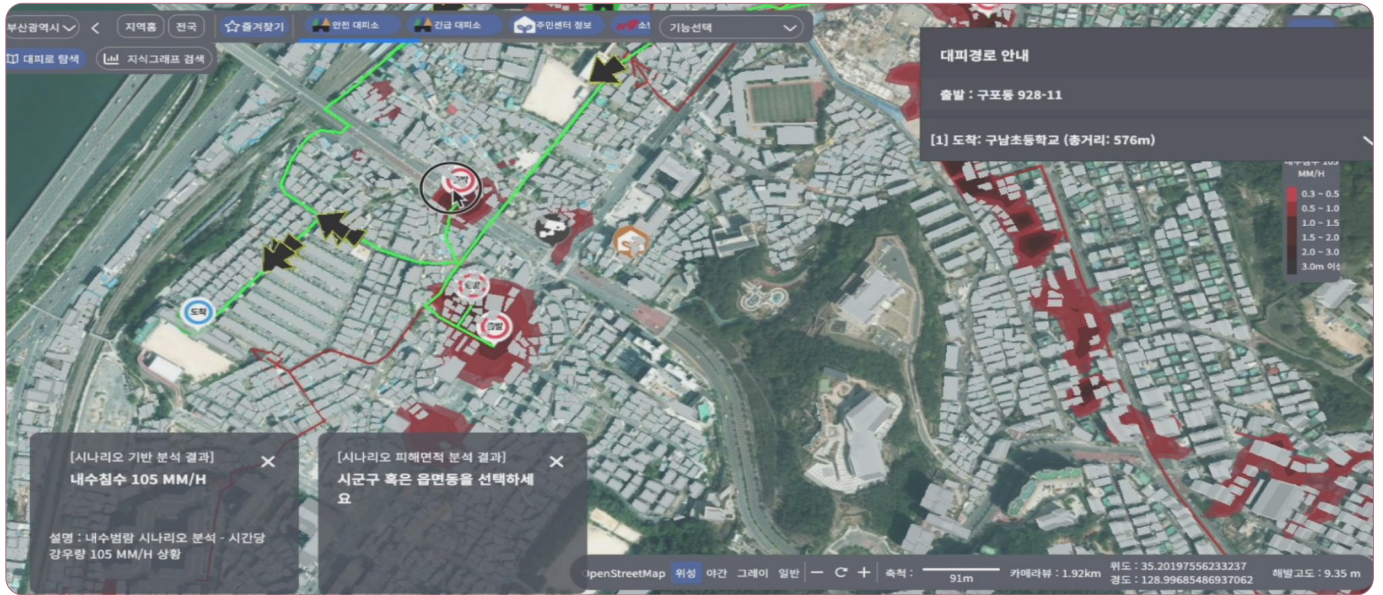 부산광역시
지역홈
전국
즐겨찾기
안전 대피소
긴급 대피소
주민센터 정보
기능선택
대피로 탐색
지식그래프 검색
대피경로 안내
출발 : 구포동 928-11
[1] 도착: 구남초등학교 (총거리: 576m)
내수침수 105
MM/H
0.3 ~ 0.5
0.5 ~ 1.0
1.0 ~ 1.5
1.5 ~ 2.0
2.0 ~ 3.0
3.0m 이상
도착
출발
[시나리오 기반 분석 결과]
내수침수 105 MM/H
설명 : 내수범람 시나리오 분석 - 시간당
강우량 105 MM/H 상황
[시나리오 피해면적 분석 결과]
시군구 혹은 읍면동을 선택하세
요
OpenStreetMap 위성 야간 그레이 일반
축척 :
91m
카메라뷰 : 1.92km
위도 : 35.20197556233237
경도 : 128.99685486937062
해발고도 : 9.35 m